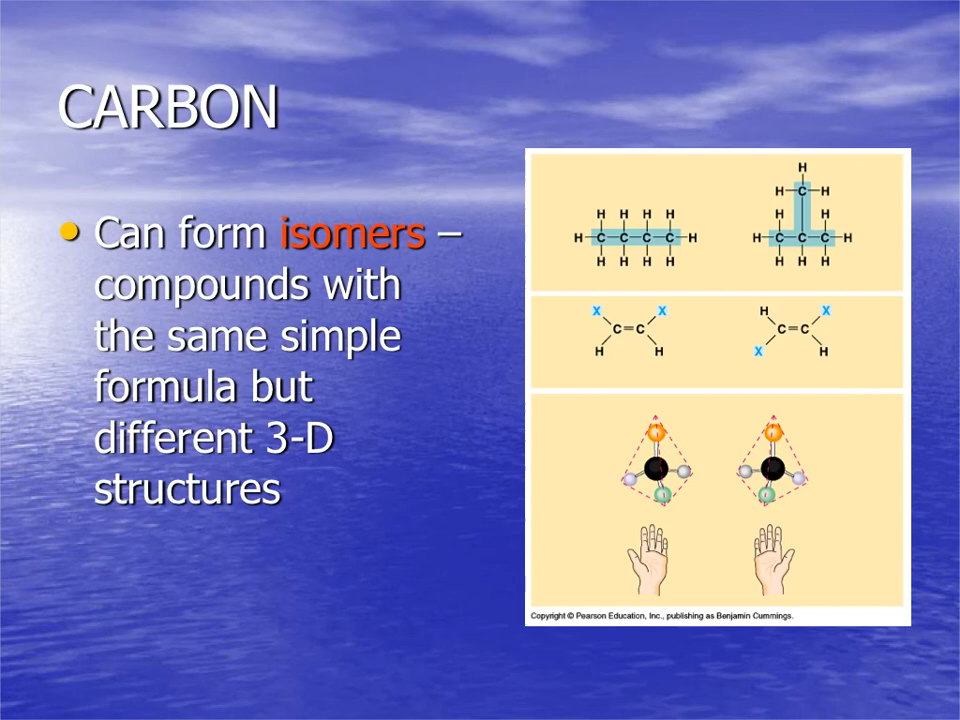 CARBON
• Can form isomers –
compounds with
the same simple
formula but
different 3-D
structures
H
H C H
H H H H H H
H C C C C H H C C C H
H H H H H H H
X X H X
C = C C = C
H H X H
Copyright © Pearson Education, Inc., publishing as Benjamin Cummings.